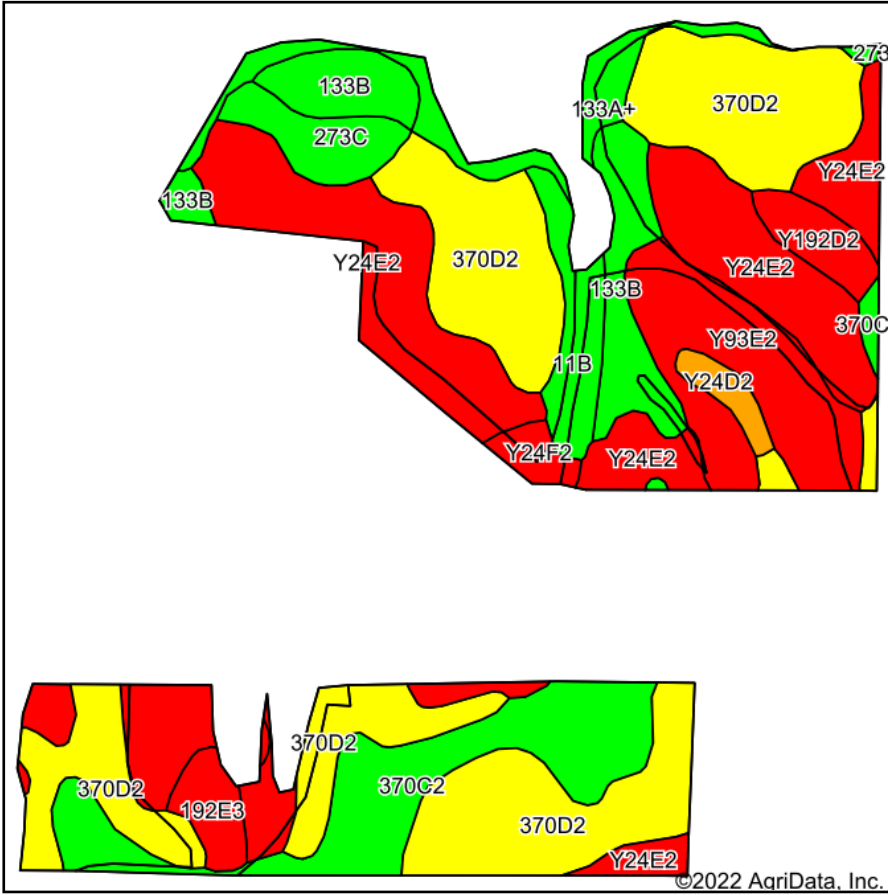 273
133B
370D2
133A+
273C
Y24E2
133B
Y192D2
370D2
Y24E2
Y24E2
133B
370C
Y93E2
11B
Y24D2
Y24F2
Y24E2
370D2
370D2
370C2
192E3
370D2
Y24E2
©2022 AgriData, Inc.